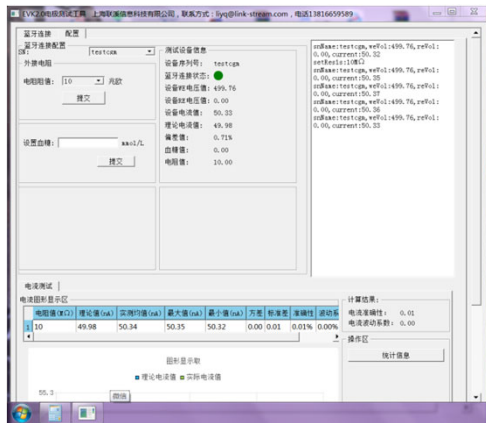 EVK2.0电极测试工具 上海联溪信息科技有限公司，联系方式：liyq@link-stream.com，电话13816659589
蓝牙连接 配置
蓝牙连接配置
SN: testcgm
外接电阻
电阻阻值：10 兆欧
提交
设置血糖： mmol/L
提交
测试设备信息
设备序列号： testcgm
蓝牙连接状态：
设备WE电压值：499.76
设备RE电压值：0.00
设备电流值： 50.33
理论电流值： 49.98
偏差值： 0.71%
血糖值： 0.00
电阻值： 10.00
snName:testcgm,weVol:499.76,reVol:
0.00,current:50.32
setResis:10MΩ
snName:testcgm,weVol:499.76,reVol:
0.00,current:50.35
snName:testcgm,weVol:499.76,reVol:
0.00,current:50.37
snName:testcgm,weVol:499.76,reVol:
0.00,current:50.36
snName:testcgm,weVol:499.76,reVol:
0.00,current:50.33
电流测试
电流图形显示区
电阻值(MΩ) 理论值(nA) 实测均值(nA) 最大值(nA) 最小值(nA) 方差 标准差 准确性 波动系
1 10 49.98 50.34 50.35 50.32 0.00 0.01 0.01% 0.00%
计算结果：
电流准确性： 0.01
电流波动系数： 0.00
操作区
统计信息
图形显示取
理论电流值 实际电流值
55.3
微信